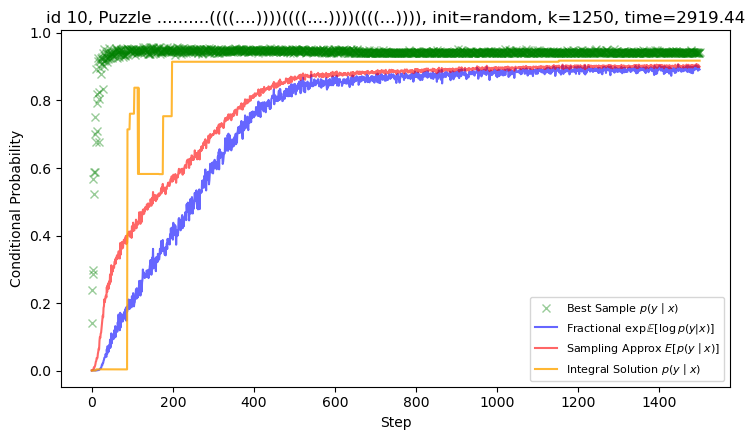 id 10, Puzzle ..........((((....))))((((....))))((((...)))), init=random, k=1250, time=2919.44
1.0
0.8
0.6
0.4
0.2
0.0
Conditional Probability
0
200
400
600
800
1000
1200
1400
Step
Best Sample p(y | x)
Fractional exp𝔼[log p(y|x)]
Sampling Approx E[p(y | x)]
Integral Solution p(y | x)